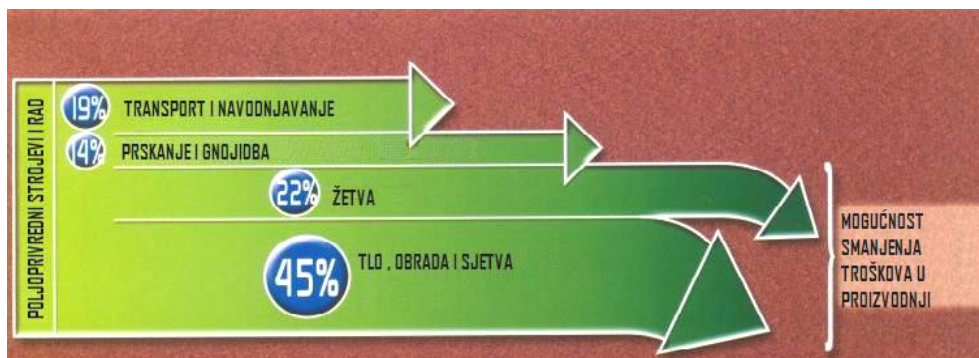 POLJOPRIVREDNI STROJEVI I RAD
19% TRANSPORT I NAVODNJAVANJE
14% PRSKANJE I GNOJIDBA
22% ŽETVA
45% TLO , OBRADA I SJETVA
MOGUĆNOST
SMANJENJA
TROŠKOVA U
PROIZVODNJI